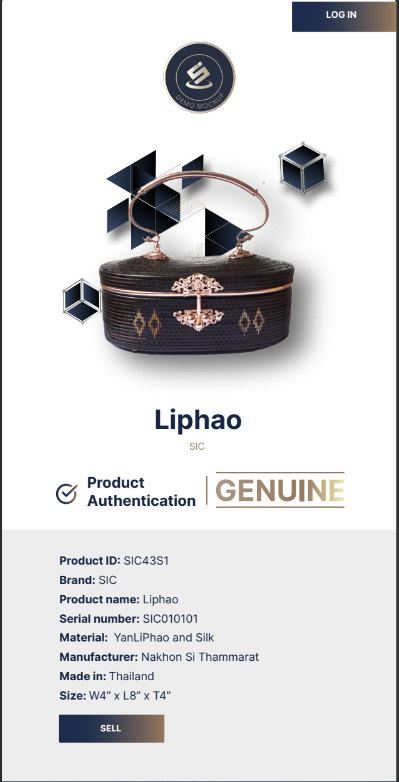 LOG IN
DEMO MOCKUP
Liphao
SIC
Product
Authentication
GENUINE
Product ID: SIC43S1
Brand: SIC
Product name: Liphao
Serial number: SIC010101
Material:  YanLiPhao and Silk
Manufacturer: Nakhon Si Thammarat
Made in: Thailand
Size: W4” x L8” x T4”
SELL